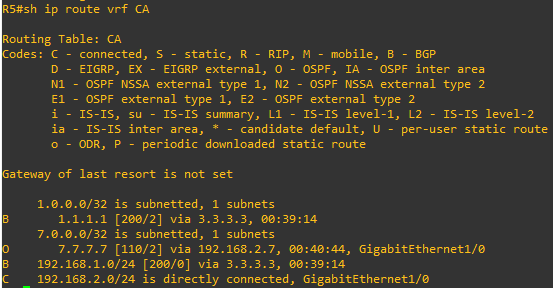 R5#sh ip route vrf CA
Routing Table: CA
Codes: C - connected, S - static, R - RIP, M - mobile, B - BGP
       D - EIGRP, EX - EIGRP external, O - OSPF, IA - OSPF inter area
       N1 - OSPF NSSA external type 1, N2 - OSPF NSSA external type 2
       E1 - OSPF external type 1, E2 - OSPF external type 2
       i - IS-IS, su - IS-IS summary, L1 - IS-IS level-1, L2 - IS-IS level-2
       ia - IS-IS inter area, * - candidate default, U - per-user static route
       o - ODR, P - periodic downloaded static route
Gateway of last resort is not set
     1.0.0.0/32 is subnetted, 1 subnets
B       1.1.1.1 [200/2] via 3.3.3.3, 00:39:14
     7.0.0.0/32 is subnetted, 1 subnets
O       7.7.7.7 [110/2] via 192.168.2.7, 00:40:44, GigabitEthernet1/0
B    192.168.1.0/24 [200/0] via 3.3.3.3, 00:39:14
C    192.168.2.0/24 is directly connected, GigabitEthernet1/0